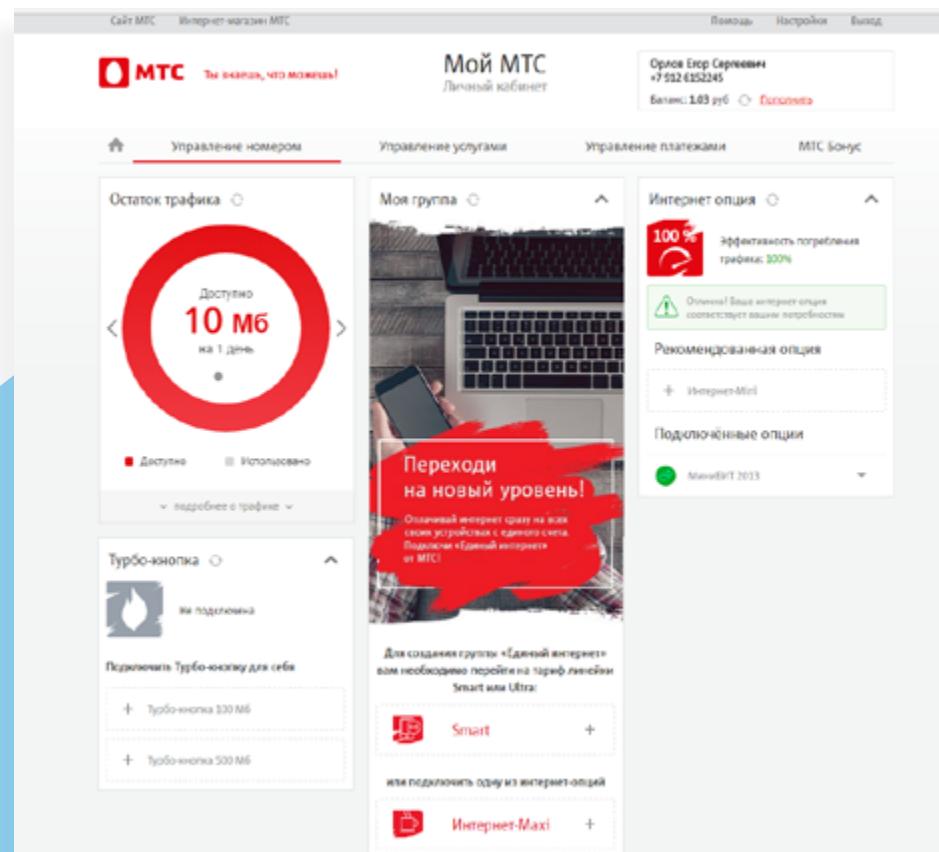 Сайт МТС Интернет-магазин МТС Помощь Настройки Выход
МТС Ты знаешь, что можешь!
Мой МТС
Личный кабинет
Орлов Егор Сергеевич
+7 912 6152245
Баланс: 1.03 руб Пополнить
Управление номером Управление услугами Управление платежами МТС Бонус
Остаток трафика
Доступно
10 Мб
на 1 день
Доступно Использовано
подробнее о трафике
Турбо-кнопка
Не подключена
Подключить Турбо-кнопку для себя
+ Турбо-кнопка 100 Мб
+ Турбо-кнопка 500 Мб
Моя группа
Переходи
на новый уровень!
Оплачивай интернет сразу на всех
своих устройствах с единого счета.
Подключи «Единый интернет»
от МТС!
Для создания группы «Единый интернет»
вам необходимо перейти на тариф линейки
Smart или Ultra:
Smart +
или подключить одну из интернет-опций
Интернет-Maxi +
Интернет опция
100 %
Эффективность потребления
трафика: 100%
Отлично! Ваша интернет-опция
соответствует вашим потребностям
Рекомендованная опция
+ Интернет-Mini
Подключённые опции
МиниБИТ 2013